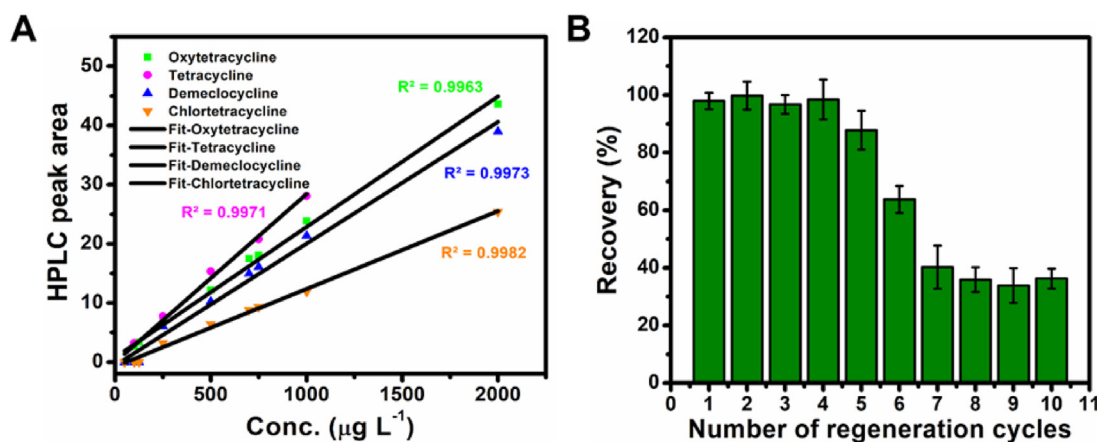 A
HPLC peak area
50
40
30
20
10
0
Oxytetracycline
Tetracycline
Demeclocycline
Chlortetracycline
Fit-Oxytetracycline
Fit-Tetracycline
Fit-Demeclocycline
Fit-Chlortetracycline
R² = 0.9963
R² = 0.9973
R² = 0.9971
R² = 0.9982
0 500 1000 1500 2000
Conc. (μg L⁻¹)
B
Recovery (%)
120
100
80
60
40
20
0
0 1 2 3 4 5 6 7 8 9 10 11
Number of regeneration cycles